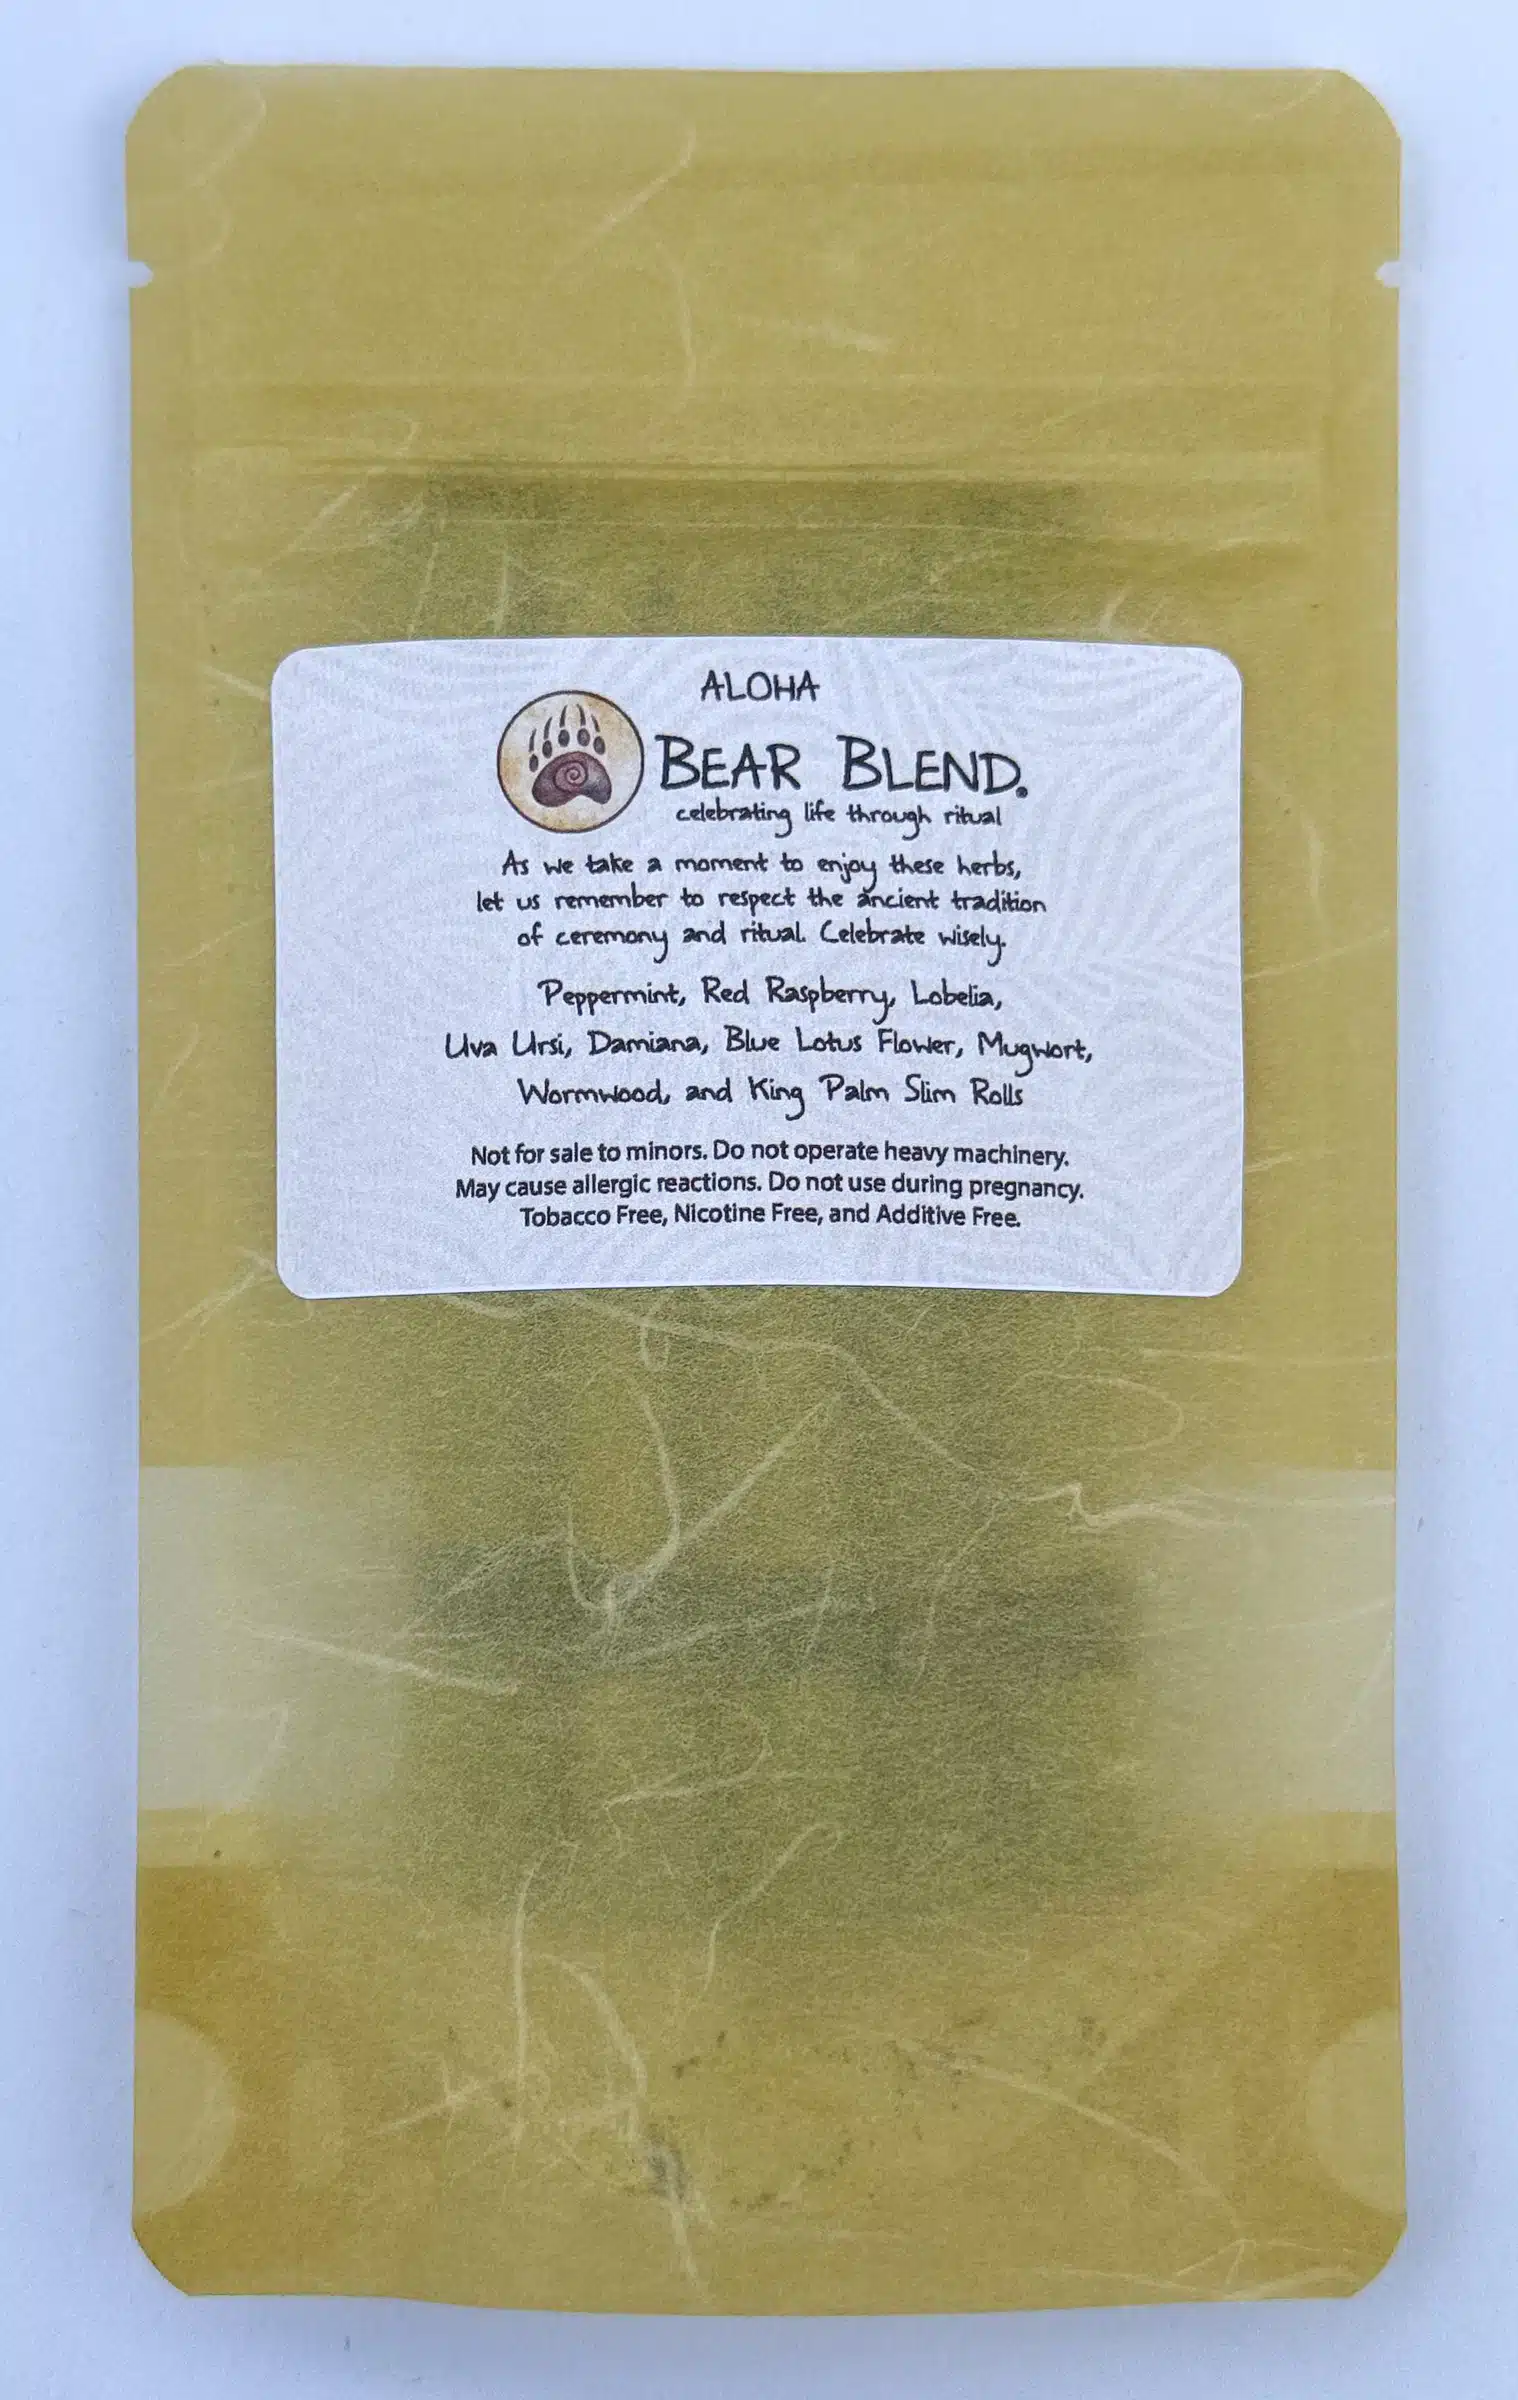 ALOHA
BEAR BLEND.
celebrating life through ritual
As we take a moment to enjoy these herbs,
let us remember to respect the ancient tradition
of ceremony and ritual. Celebrate wisely.
Peppermint, Red Raspberry, Lobelia,
Uva Ursi, Damiana, Blue Lotus Flower, Mugwort,
Wormwood, and King Palm Slim Rolls
Not for sale to minors. Do not operate heavy machinery.
May cause allergic reactions. Do not use during pregnancy.
Tobacco Free, Nicotine Free, and Additive Free.